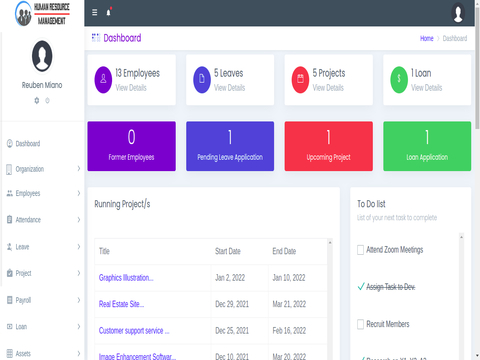 HUMAN RESOURCE
MANAGEMENT
Reuben Miano
Dashboard
Organization
Employees
Attendance
Leave
Project
Payroll
Loan
Assets
Dashboard
Home > Dashboard
13 Employees
View Details
5 Leaves
View Details
5 Projects
View Details
1 Loan
View Details
0
Former Employees
1
Pending Leave Application
1
Upcoming Project
1
Loan Application
Running Project/s
Title Start Date End Date
Graphics Illustration... Jan 2, 2022 Jan 10, 2022
Real Estate Site... Dec 29, 2021 Mar 21, 2022
Customer support service ... Dec 25, 2021 Feb 16, 2022
Image Enhancement Softwar... Dec 10, 2021 Mar 20, 2022
To Do list
List of your next task to complete
Attend Zoom Meetings
Assign Task to Dev.
Recruit Members